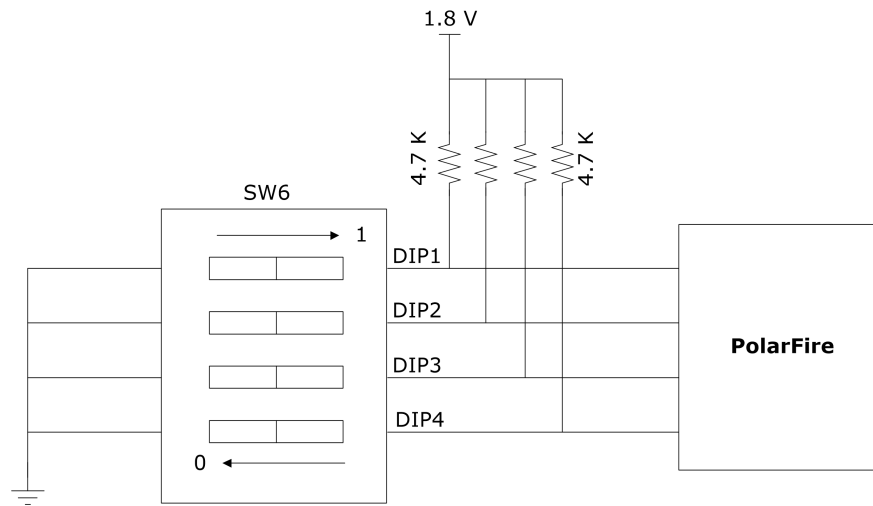 1.8 V
4.7 K
4.7 K
SW6
1
DIP1
DIP2
DIP3
DIP4
0
PolarFire